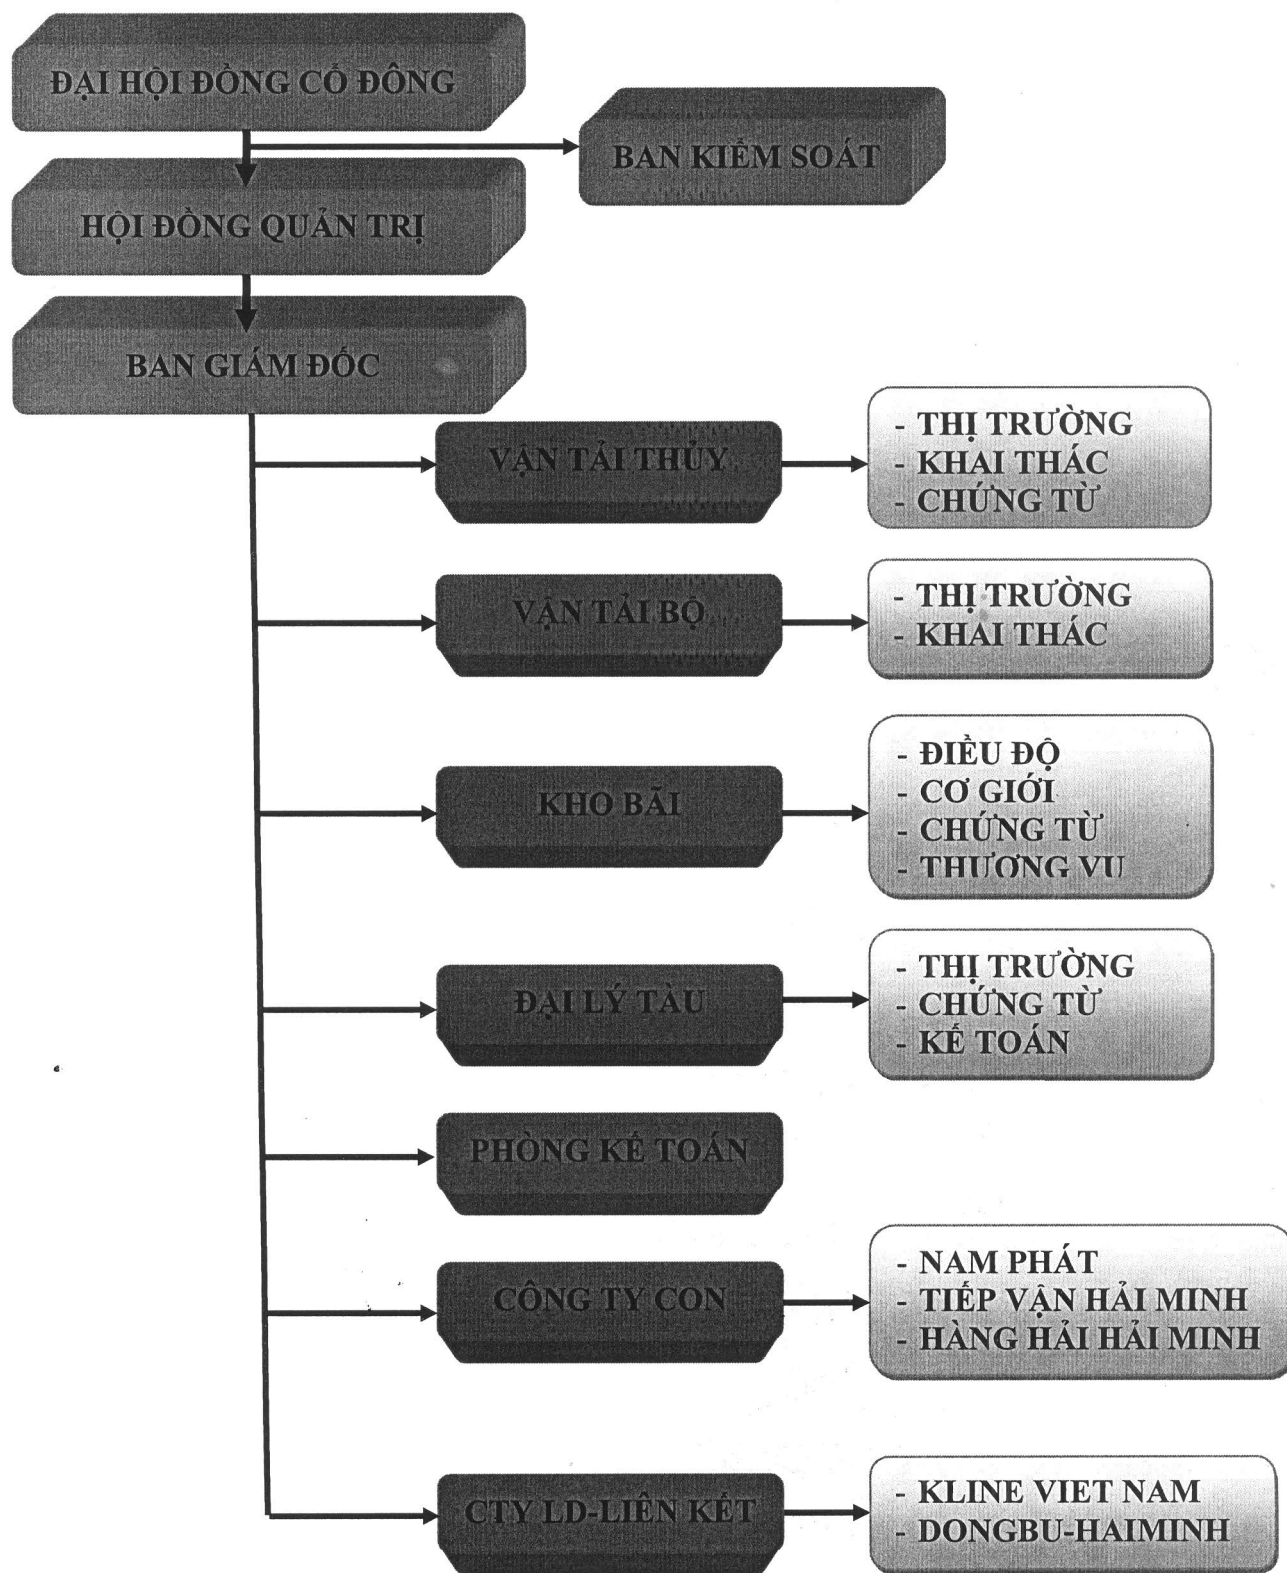 ĐẠI HỘI ĐỒNG CỔ ĐÔNG
BAN KIỂM SOÁT
HỘI ĐỒNG QUẢN TRỊ
BAN GIÁM ĐỐC
VẬN TẢI THỦY
- THỊ TRƯỜNG
- KHAI THÁC
- CHỨNG TỪ
VẬN TẢI BỘ
- THỊ TRƯỜNG
- KHAI THÁC
KHO BÃI
- ĐIỀU ĐỘ
- CƠ GIỚI
- CHỨNG TỪ
- THƯƠNG VỤ
ĐẠI LÝ TÀU
- THỊ TRƯỜNG
- CHỨNG TỪ
- KẾ TOÁN
PHÒNG KẾ TOÁN
CÔNG TY CON
- NAM PHÁT
- TIẾP VẬN HẢI MINH
- HÀNG HẢI HẢI MINH
CTY LD-LIÊN KẾT
- KLINE VIET NAM
- DONGBU-HAIMINH